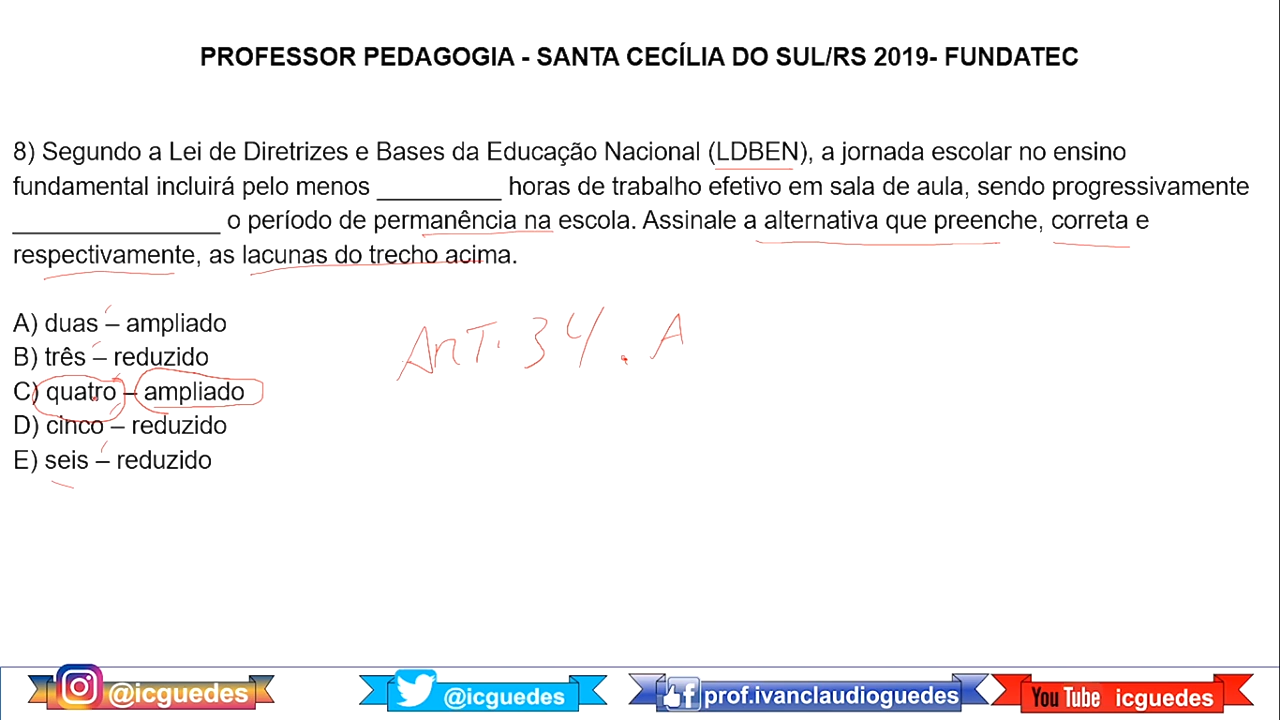 PROFESSOR PEDAGOGIA - SANTA CECÍLIA DO SUL/RS 2019- FUNDATEC
8) Segundo a Lei de Diretrizes e Bases da Educação Nacional (LDBEN), a jornada escolar no ensino
fundamental incluirá pelo menos _________ horas de trabalho efetivo em sala de aula, sendo progressivamente
_______________ o período de permanência na escola. Assinale a alternativa que preenche, correta e
respectivamente, as lacunas do trecho acima.
A) duas – ampliado
B) três – reduzido
C) quatro – ampliado
D) cinco – reduzido
E) seis – reduzido
ART. 34. A
@icguedes @icguedes prof.ivanclaudioguedes You Tube icguedes